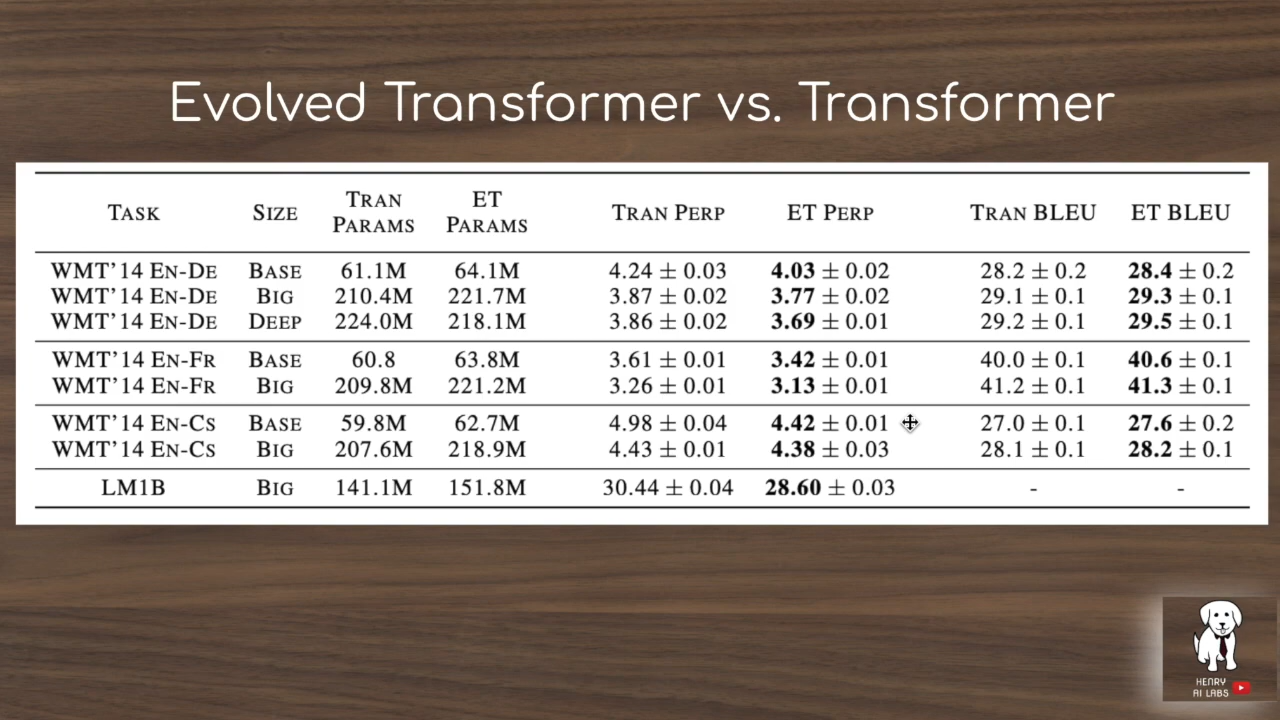 Evolved Transformer vs. Transformer
TASK SIZE TRAN PARAMS ET PARAMS TRAN PERP ET PERP TRAN BLEU ET BLEU
WMT'14 EN-DE BASE 61.1M 64.1M 4.24 ± 0.03 4.03 ± 0.02 28.2 ± 0.2 28.4 ± 0.2
WMT'14 EN-DE BIG 210.4M 221.7M 3.87 ± 0.02 3.77 ± 0.02 29.1 ± 0.1 29.3 ± 0.1
WMT'14 EN-DE DEEP 224.0M 218.1M 3.86 ± 0.02 3.69 ± 0.01 29.2 ± 0.1 29.5 ± 0.1
WMT'14 EN-FR BASE 60.8 63.8M 3.61 ± 0.01 3.42 ± 0.01 40.0 ± 0.1 40.6 ± 0.1
WMT'14 EN-FR BIG 209.8M 221.2M 3.26 ± 0.01 3.13 ± 0.01 41.2 ± 0.1 41.3 ± 0.1
WMT'14 EN-CS BASE 59.8M 62.7M 4.98 ± 0.04 4.42 ± 0.01 27.0 ± 0.1 27.6 ± 0.2
WMT'14 EN-CS BIG 207.6M 218.9M 4.43 ± 0.01 4.38 ± 0.03 28.1 ± 0.1 28.2 ± 0.1
LM1B BIG 141.1M 151.8M 30.44 ± 0.04 28.60 ± 0.03 - -
HENRY
AI LABS